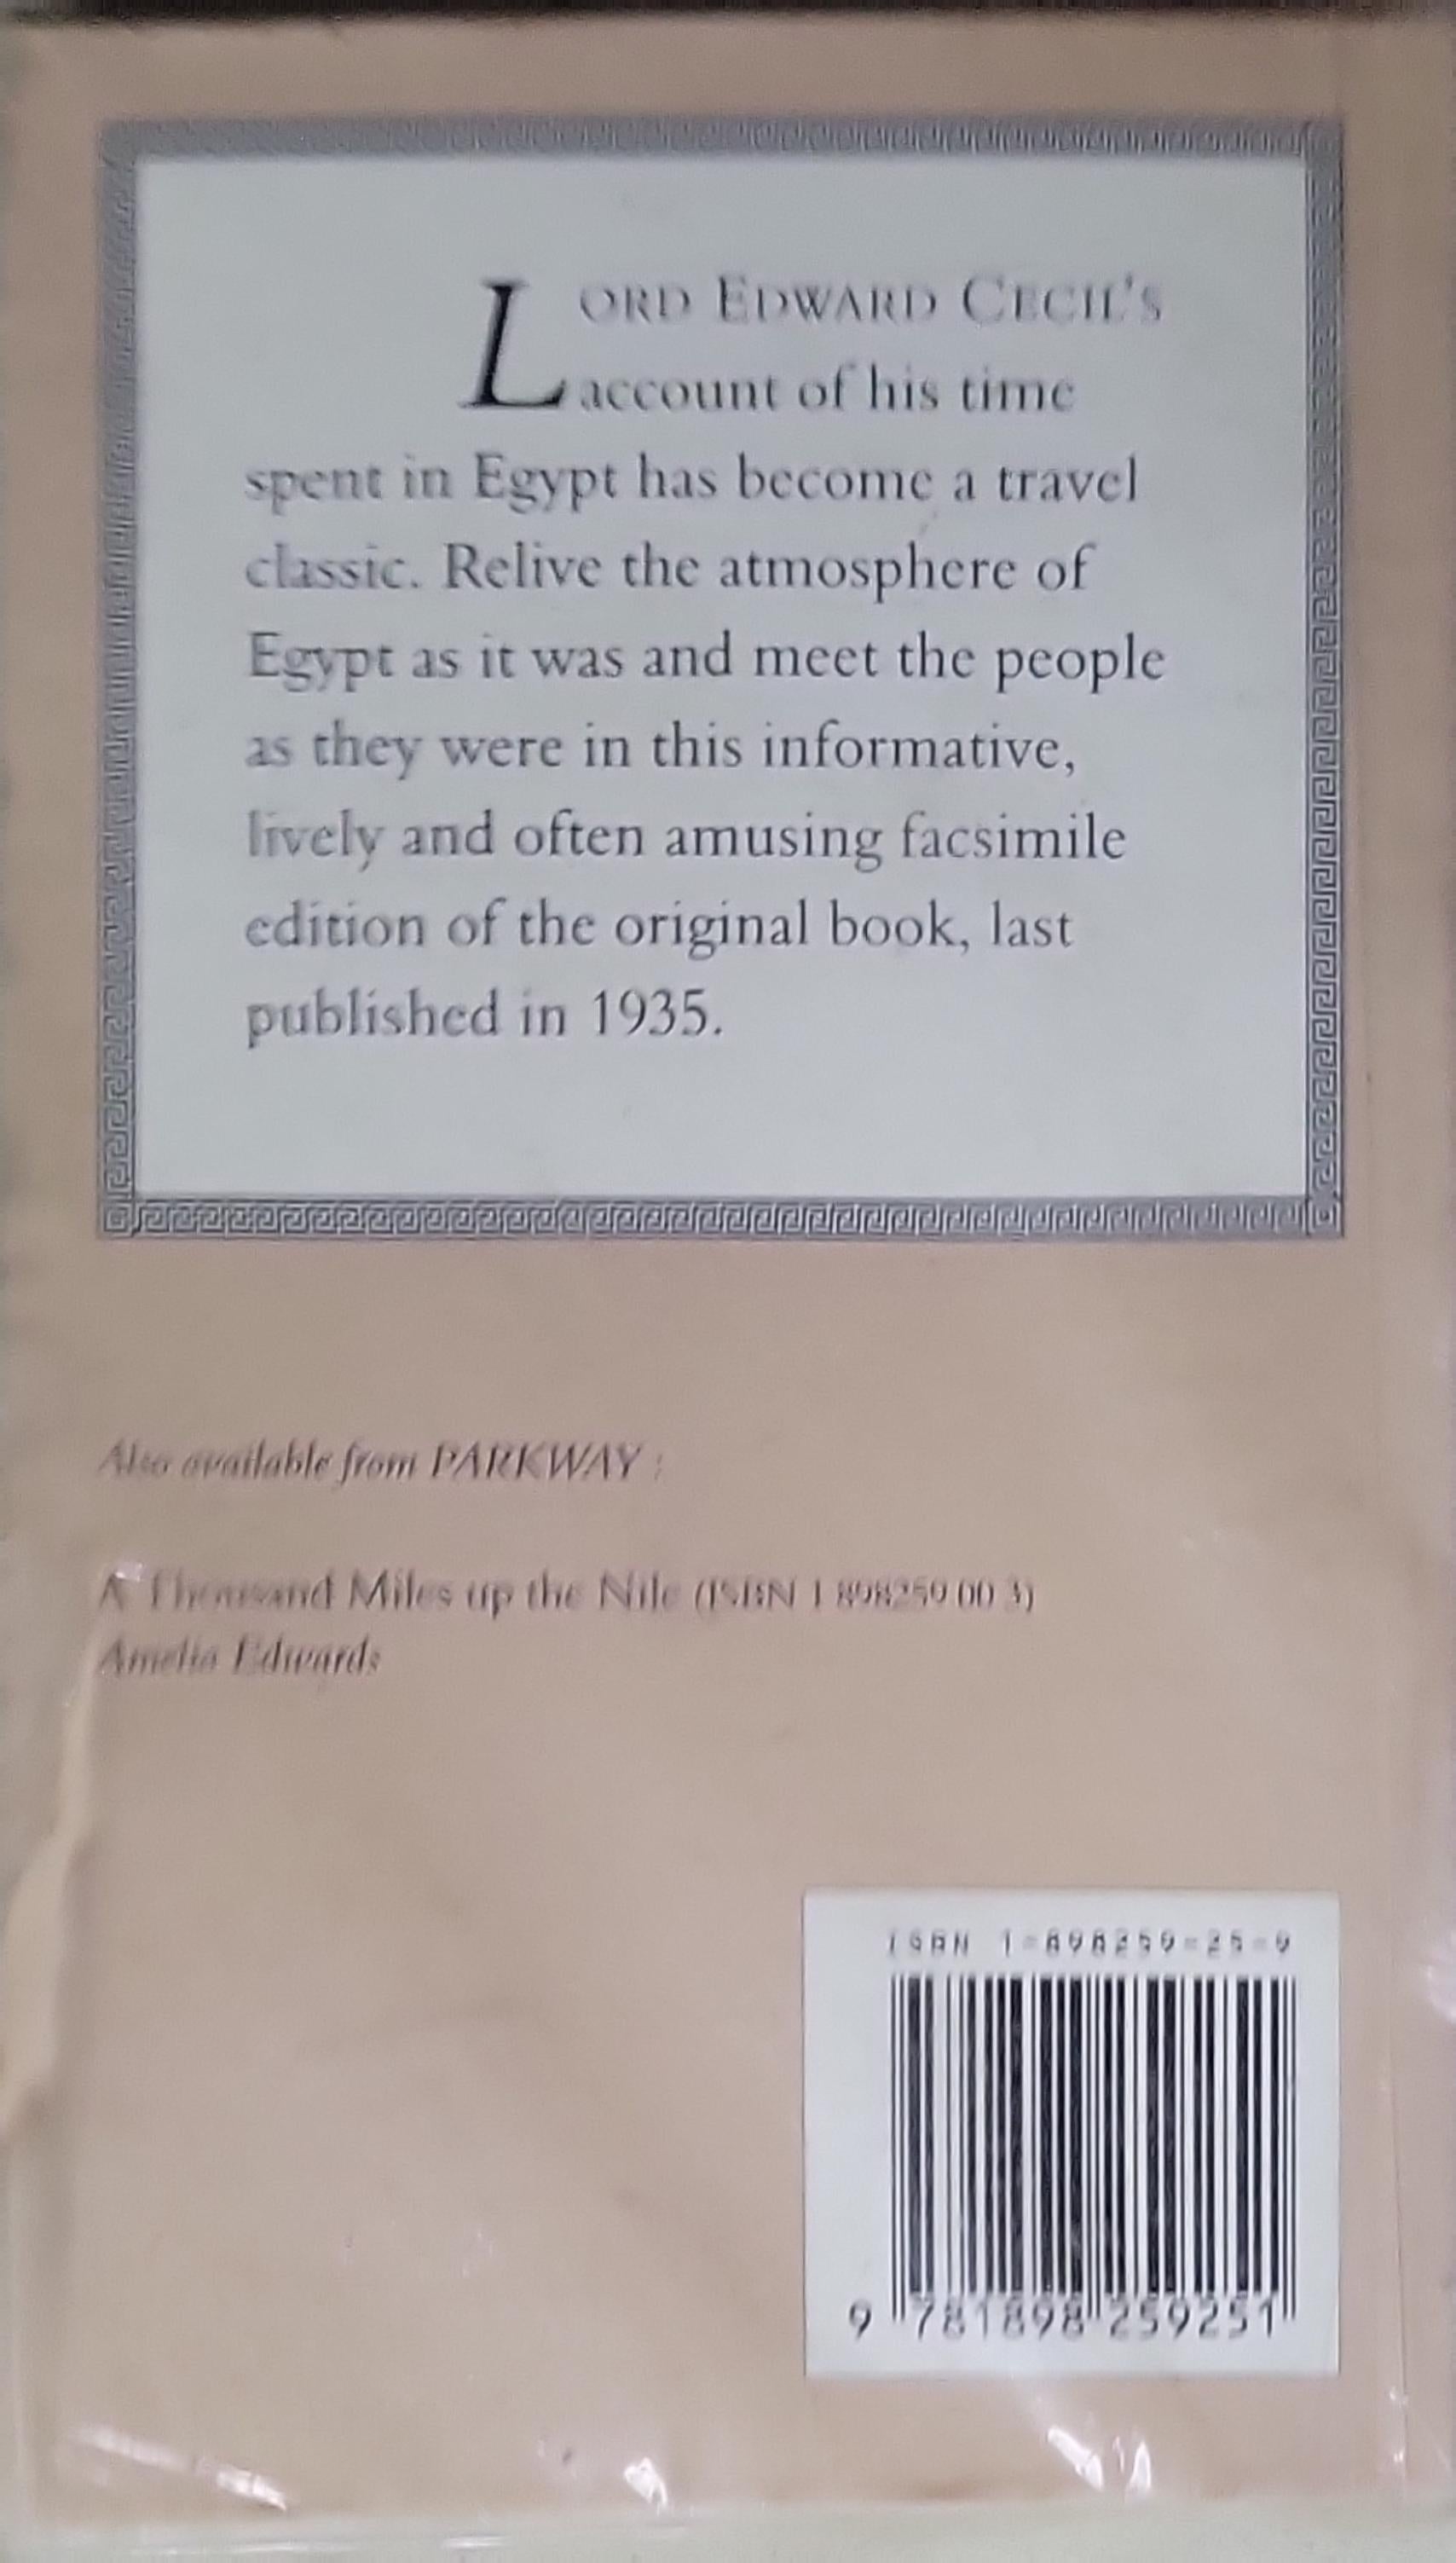 LORD EDWARD CECIL'S
account of his time
spent in Egypt has become a travel
classic. Relive the atmosphere of
Egypt as it was and meet the people
as they were in this informative,
lively and often amusing facsimile
edition of the original book, last
published in 1935.
Also available from PARKWAY :
A Thousand Miles up the Nile (ISBN 1 898259 00 3)
Amelia Edwards
ISBN 1-898259-25-9
9 781898 259251